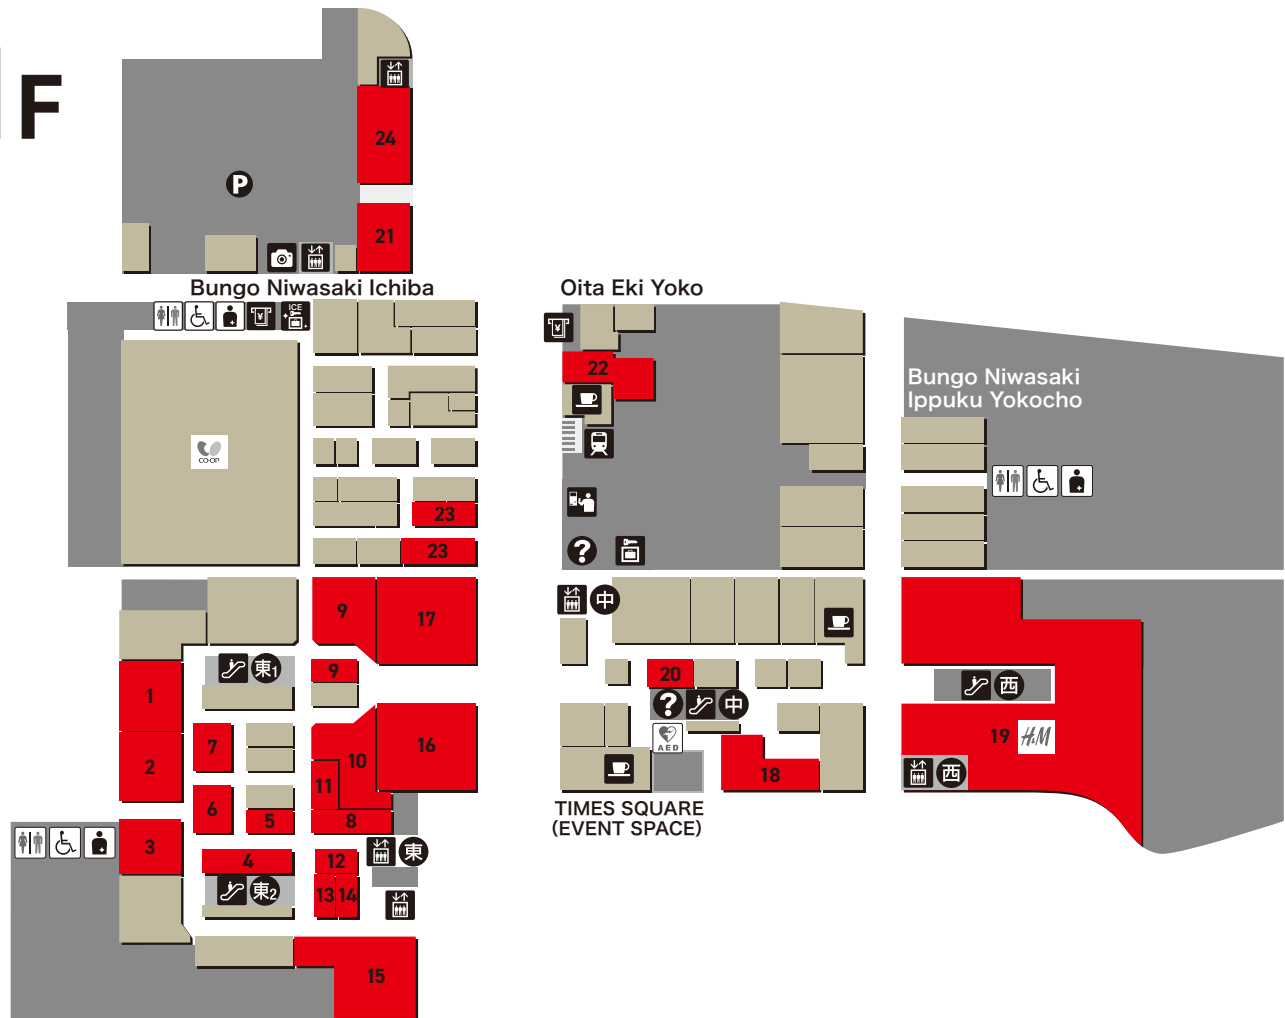 F
24
P
21
Bungo Niwasaki Ichiba
Oita Eki Yoko
¥
ICE
¥
22
Bungo Niwasaki
Ippuku Yokocho
CO·OP
23
?
23
中
9
17
20
東1
9
1
?
中
西
7
AED
16
19
H&M
2
10
18
西
11
6
5
8
TIMES SQUARE
(EVENT SPACE)
3
東
4
12
東2
13
14
15